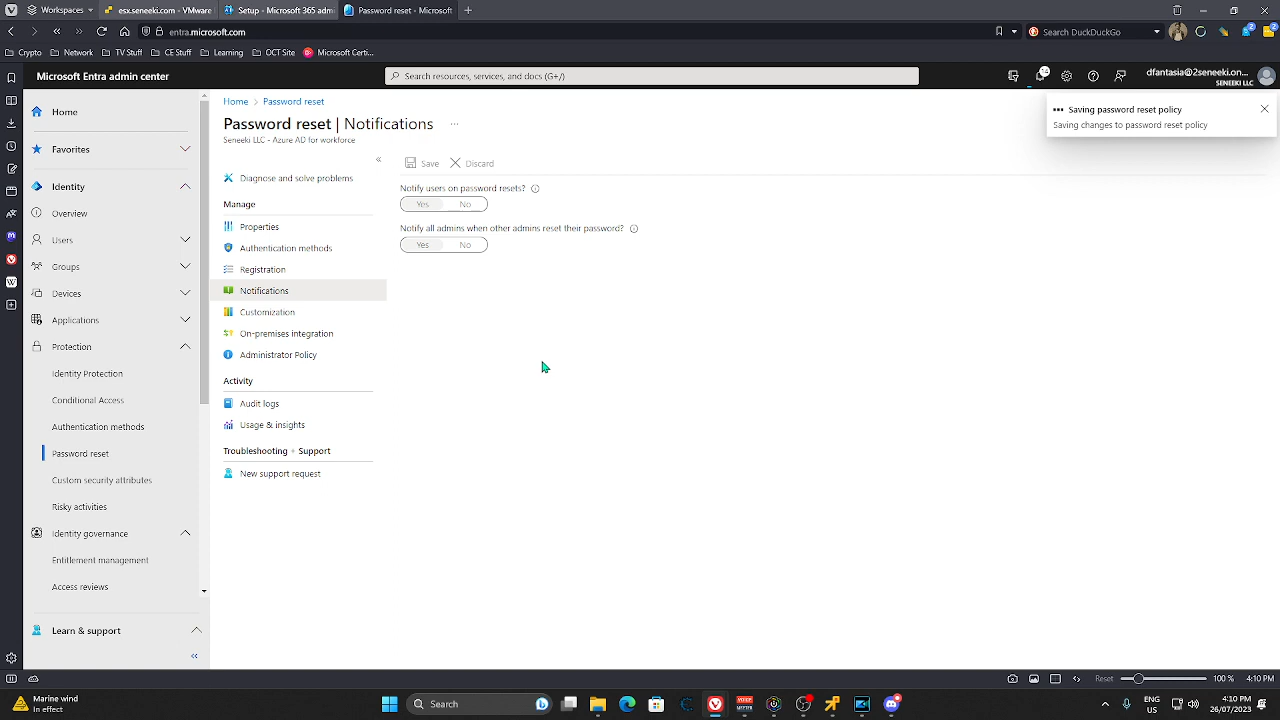 Workspaces
esx.seneeki.com - VMware
Setup - Microsoft 365 adm
Password reset - Microsoft
entra.microsoft.com
Search DuckDuckGo
Crypto
Network
TV Stuff
CE Stuff
Learning
OCT Site
Microsoft Certi...
Microsoft Entra admin center
Search resources, services, and docs (G+/)
dfantasia@2seneeki.on...
SENEEKI LLC
Home
Favorites
Identity
Overview
Users
Groups
Devices
Applications
Protection
Identity Protection
Conditional Access
Authentication methods
Password reset
Custom security attributes
Risky activities
Identity governance
Entitlement management
Access reviews
Learn & support
Home > Password reset
Password reset | Notifications ...
Seneeki LLC - Azure AD for workforce
Diagnose and solve problems
Manage
Properties
Authentication methods
Registration
Notifications
Customization
On-premises integration
Administrator Policy
Activity
Audit logs
Usage & insights
Troubleshooting + Support
New support request
Save Discard
Notify users on password resets?
Yes No
Notify all admins when other admins reset their password?
Yes No
Saving password reset policy
Saving changes to password reset policy
Reset 100 % 4:10 PM
Marine wind
In effect
Search
ENG
US
4:10 PM
26/07/2023